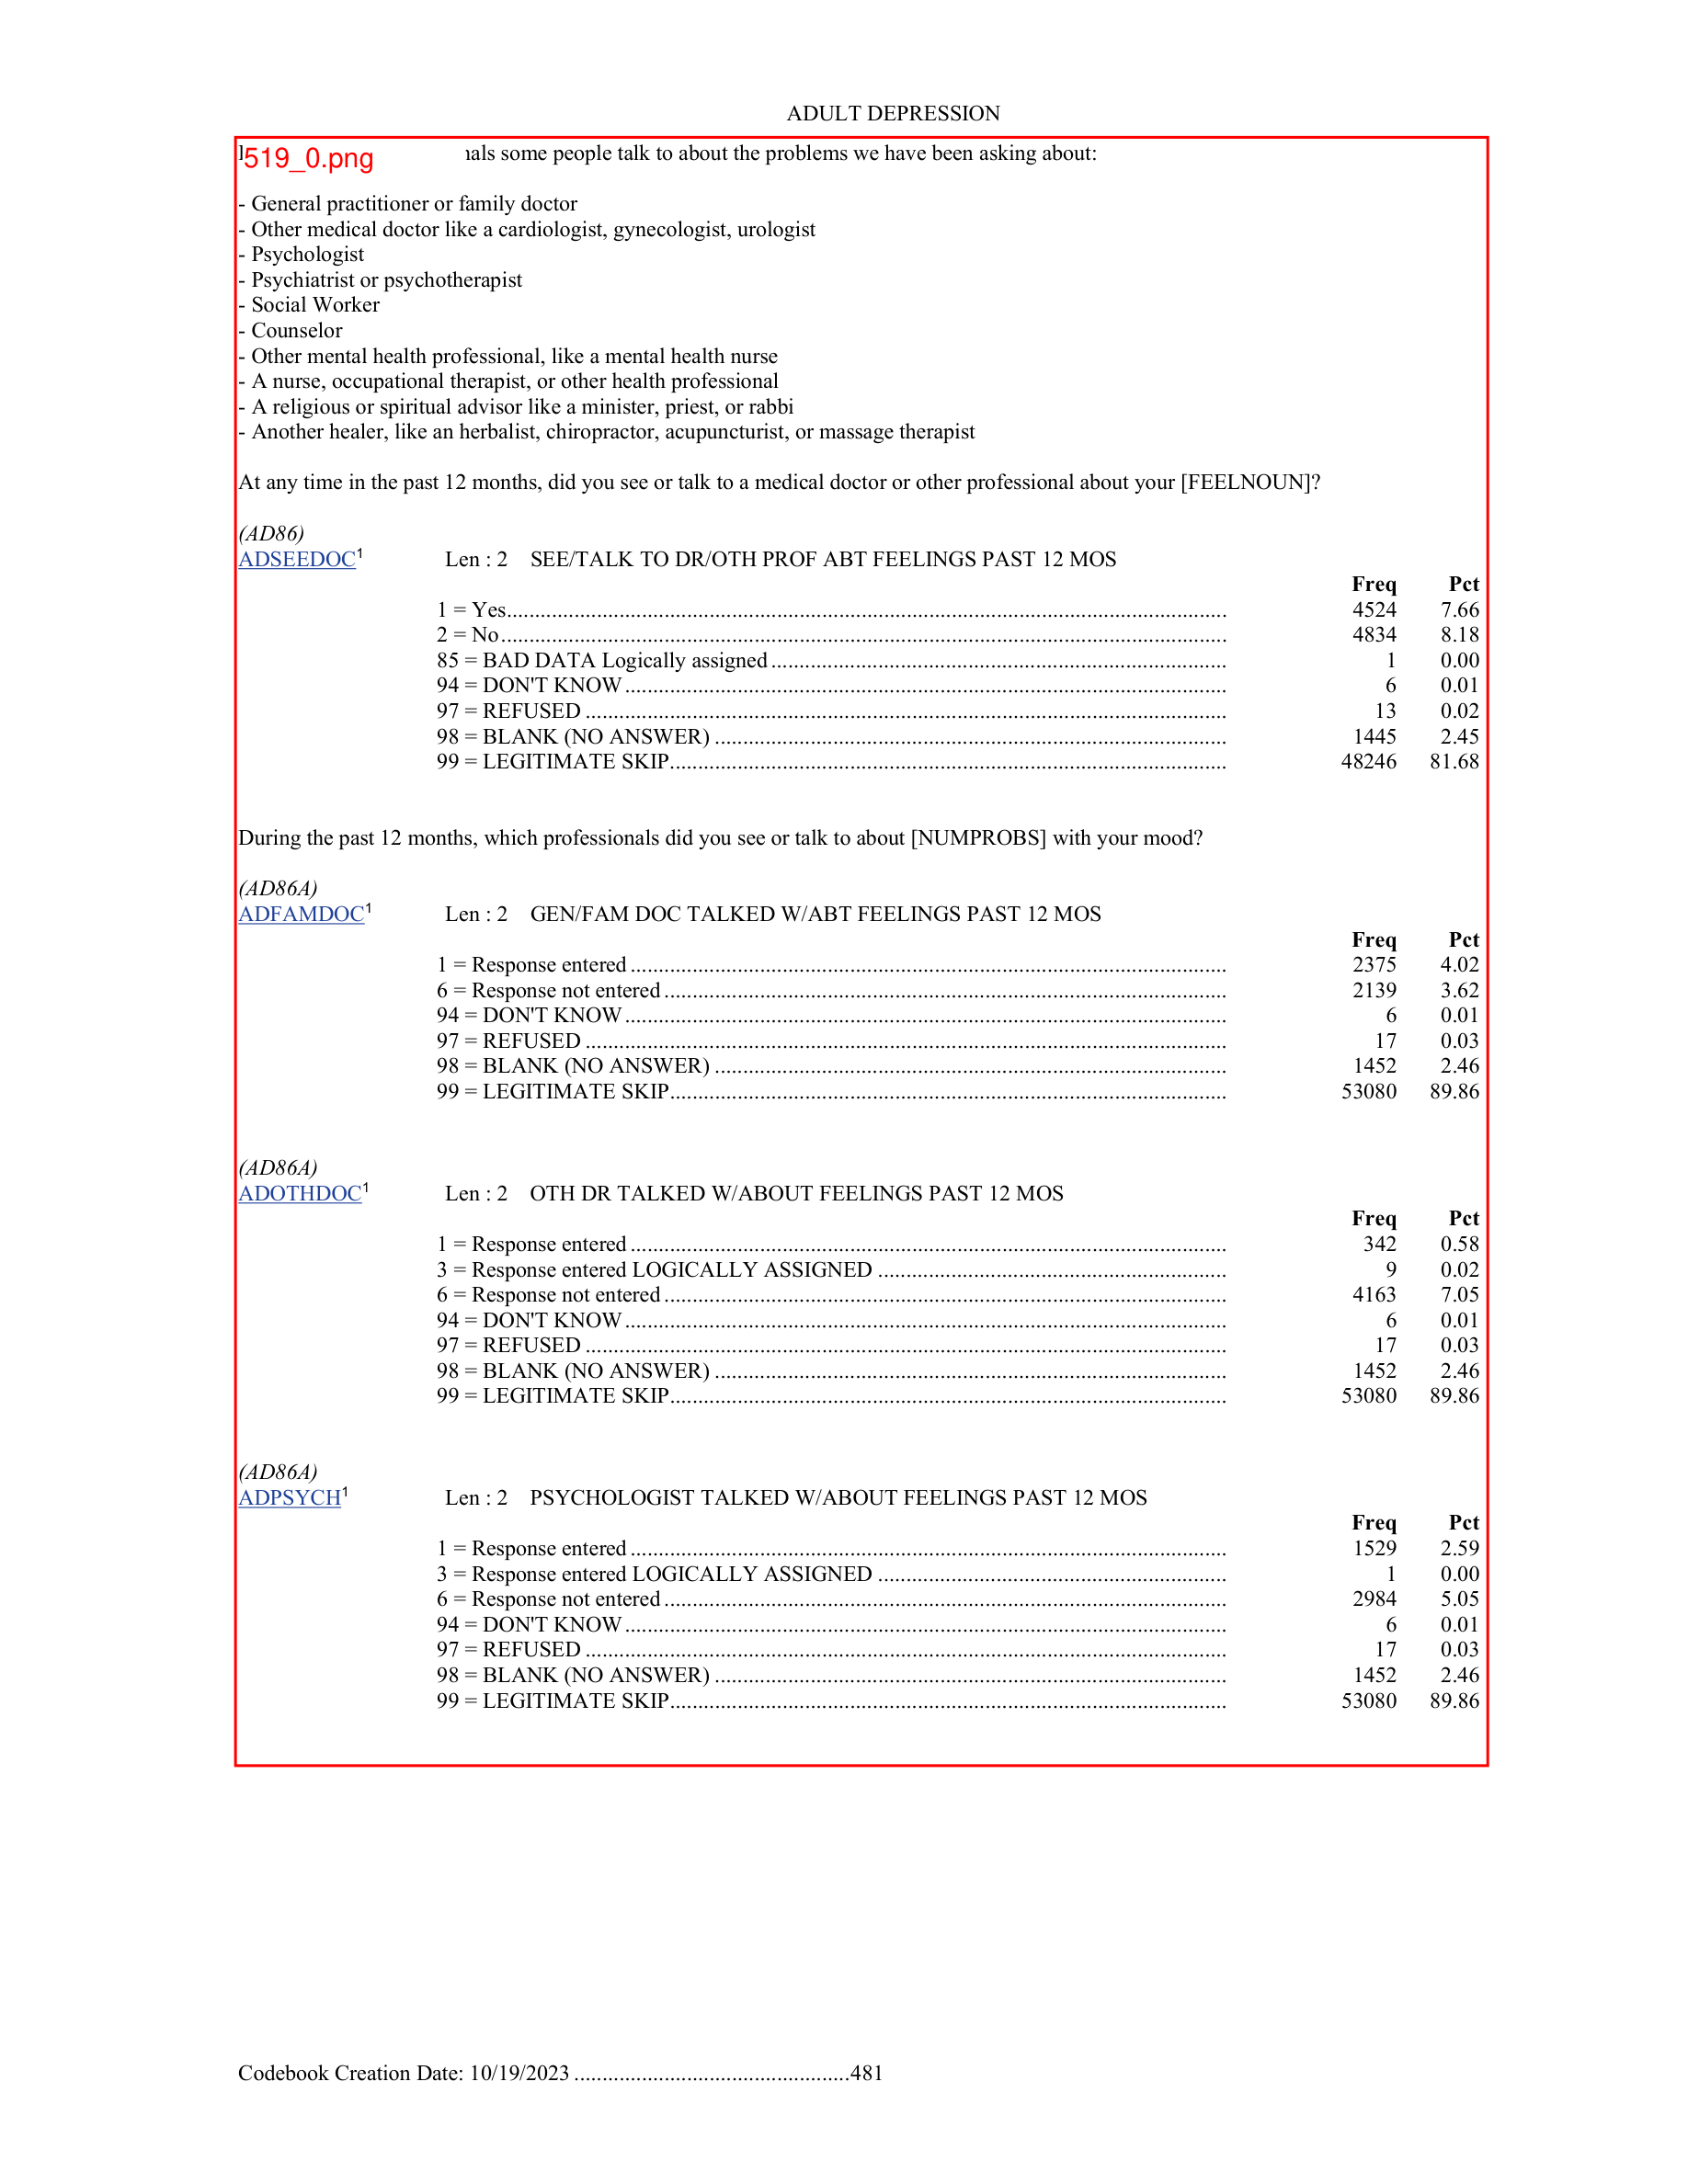 ADULT DEPRESSION
519_0.png some people talk to about the problems we have been asking about:
- General practitioner or family doctor
- Other medical doctor like a cardiologist, gynecologist, urologist
- Psychologist
- Psychiatrist or psychotherapist
- Social Worker
- Counselor
- Other mental health professional, like a mental health nurse
- A nurse, occupational therapist, or other health professional
- A religious or spiritual advisor like a minister, priest, or rabbi
- Another healer, like an herbalist, chiropractor, acupuncturist, or massage therapist
At any time in the past 12 months, did you see or talk to a medical doctor or other professional about your [FEELNOUN]?
(AD86)
ADSEEDOC¹ Len : 2 SEE/TALK TO DR/OTH PROF ABT FEELINGS PAST 12 MOS
Freq Pct
1 = Yes 4524 7.66
2 = No 4834 8.18
85 = BAD DATA Logically assigned 1 0.00
94 = DON'T KNOW 6 0.01
97 = REFUSED 13 0.02
98 = BLANK (NO ANSWER) 1445 2.45
99 = LEGITIMATE SKIP 48246 81.68
During the past 12 months, which professionals did you see or talk to about [NUMPROBS] with your mood?
(AD86A)
ADFAMDOC¹ Len : 2 GEN/FAM DOC TALKED W/ABT FEELINGS PAST 12 MOS
Freq Pct
1 = Response entered 2375 4.02
6 = Response not entered 2139 3.62
94 = DON'T KNOW 6 0.01
97 = REFUSED 17 0.03
98 = BLANK (NO ANSWER) 1452 2.46
99 = LEGITIMATE SKIP 53080 89.86
(AD86A)
ADOTHDOC¹ Len : 2 OTH DR TALKED W/ABOUT FEELINGS PAST 12 MOS
Freq Pct
1 = Response entered 342 0.58
3 = Response entered LOGICALLY ASSIGNED 9 0.02
6 = Response not entered 4163 7.05
94 = DON'T KNOW 6 0.01
97 = REFUSED 17 0.03
98 = BLANK (NO ANSWER) 1452 2.46
99 = LEGITIMATE SKIP 53080 89.86
(AD86A)
ADPSYCH¹ Len : 2 PSYCHOLOGIST TALKED W/ABOUT FEELINGS PAST 12 MOS
Freq Pct
1 = Response entered 1529 2.59
3 = Response entered LOGICALLY ASSIGNED 1 0.00
6 = Response not entered 2984 5.05
94 = DON'T KNOW 6 0.01
97 = REFUSED 17 0.03
98 = BLANK (NO ANSWER) 1452 2.46
99 = LEGITIMATE SKIP 53080 89.86
Codebook Creation Date: 10/19/2023 .................................................481